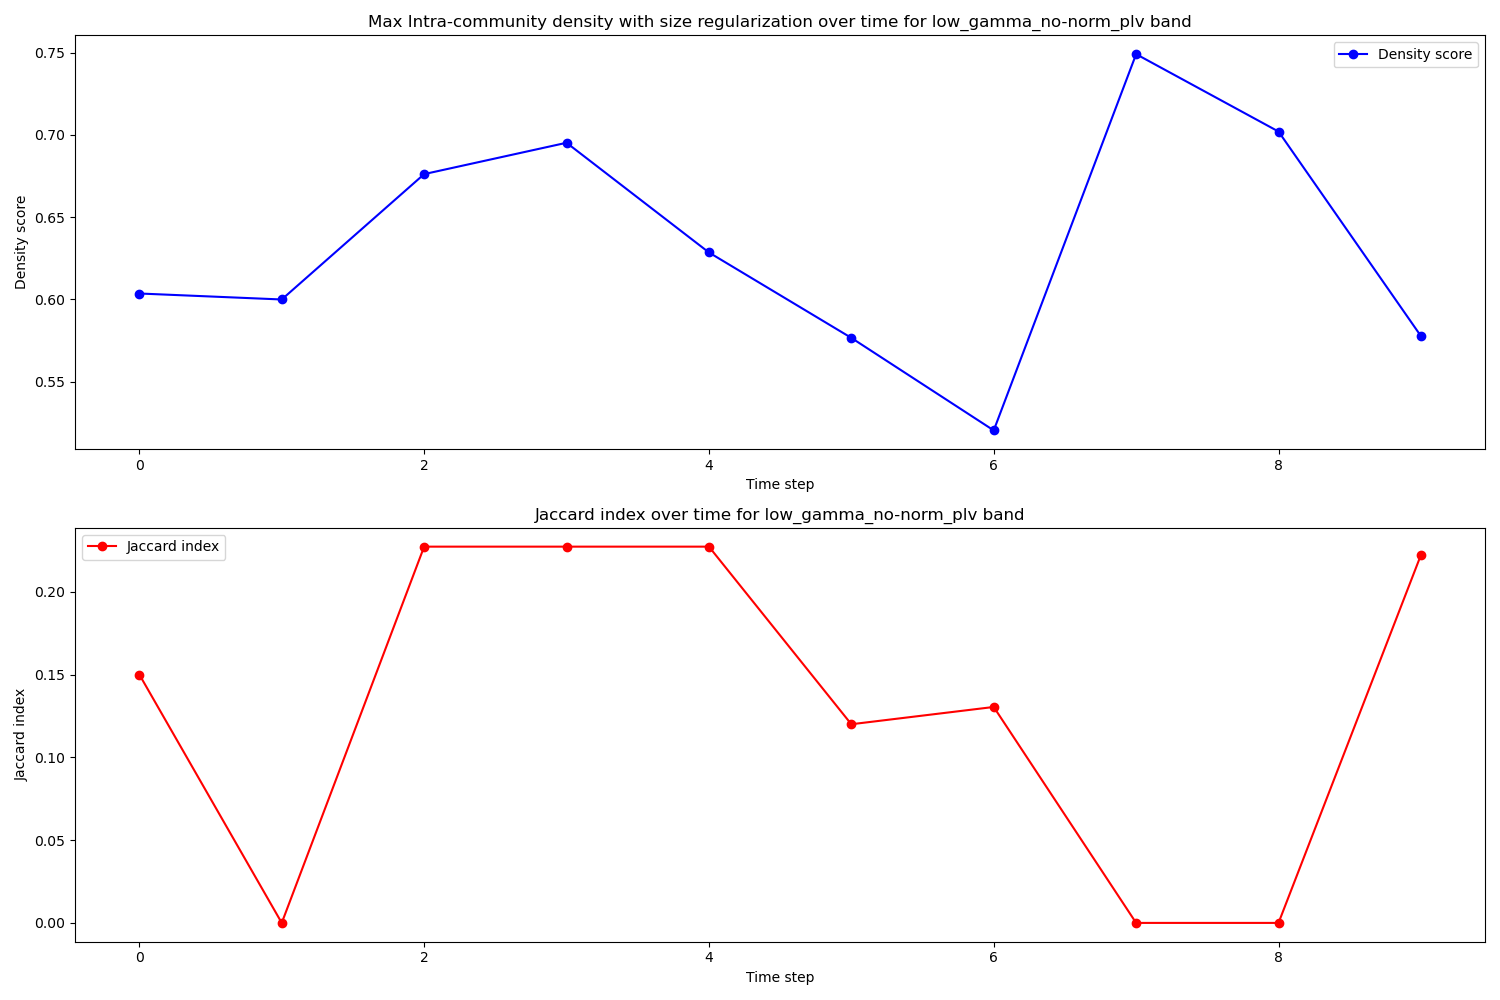 Max Intra-community density with size regularization over time for low_gamma_no-norm_plv band
Density score
0.75
0.70
0.65
0.60
0.55
Density score
0
2
4
6
8
Time step
Jaccard index over time for low_gamma_no-norm_plv band
Jaccard index
0.20
0.15
0.10
0.05
0.00
Jaccard index
0
2
4
6
8
Time step